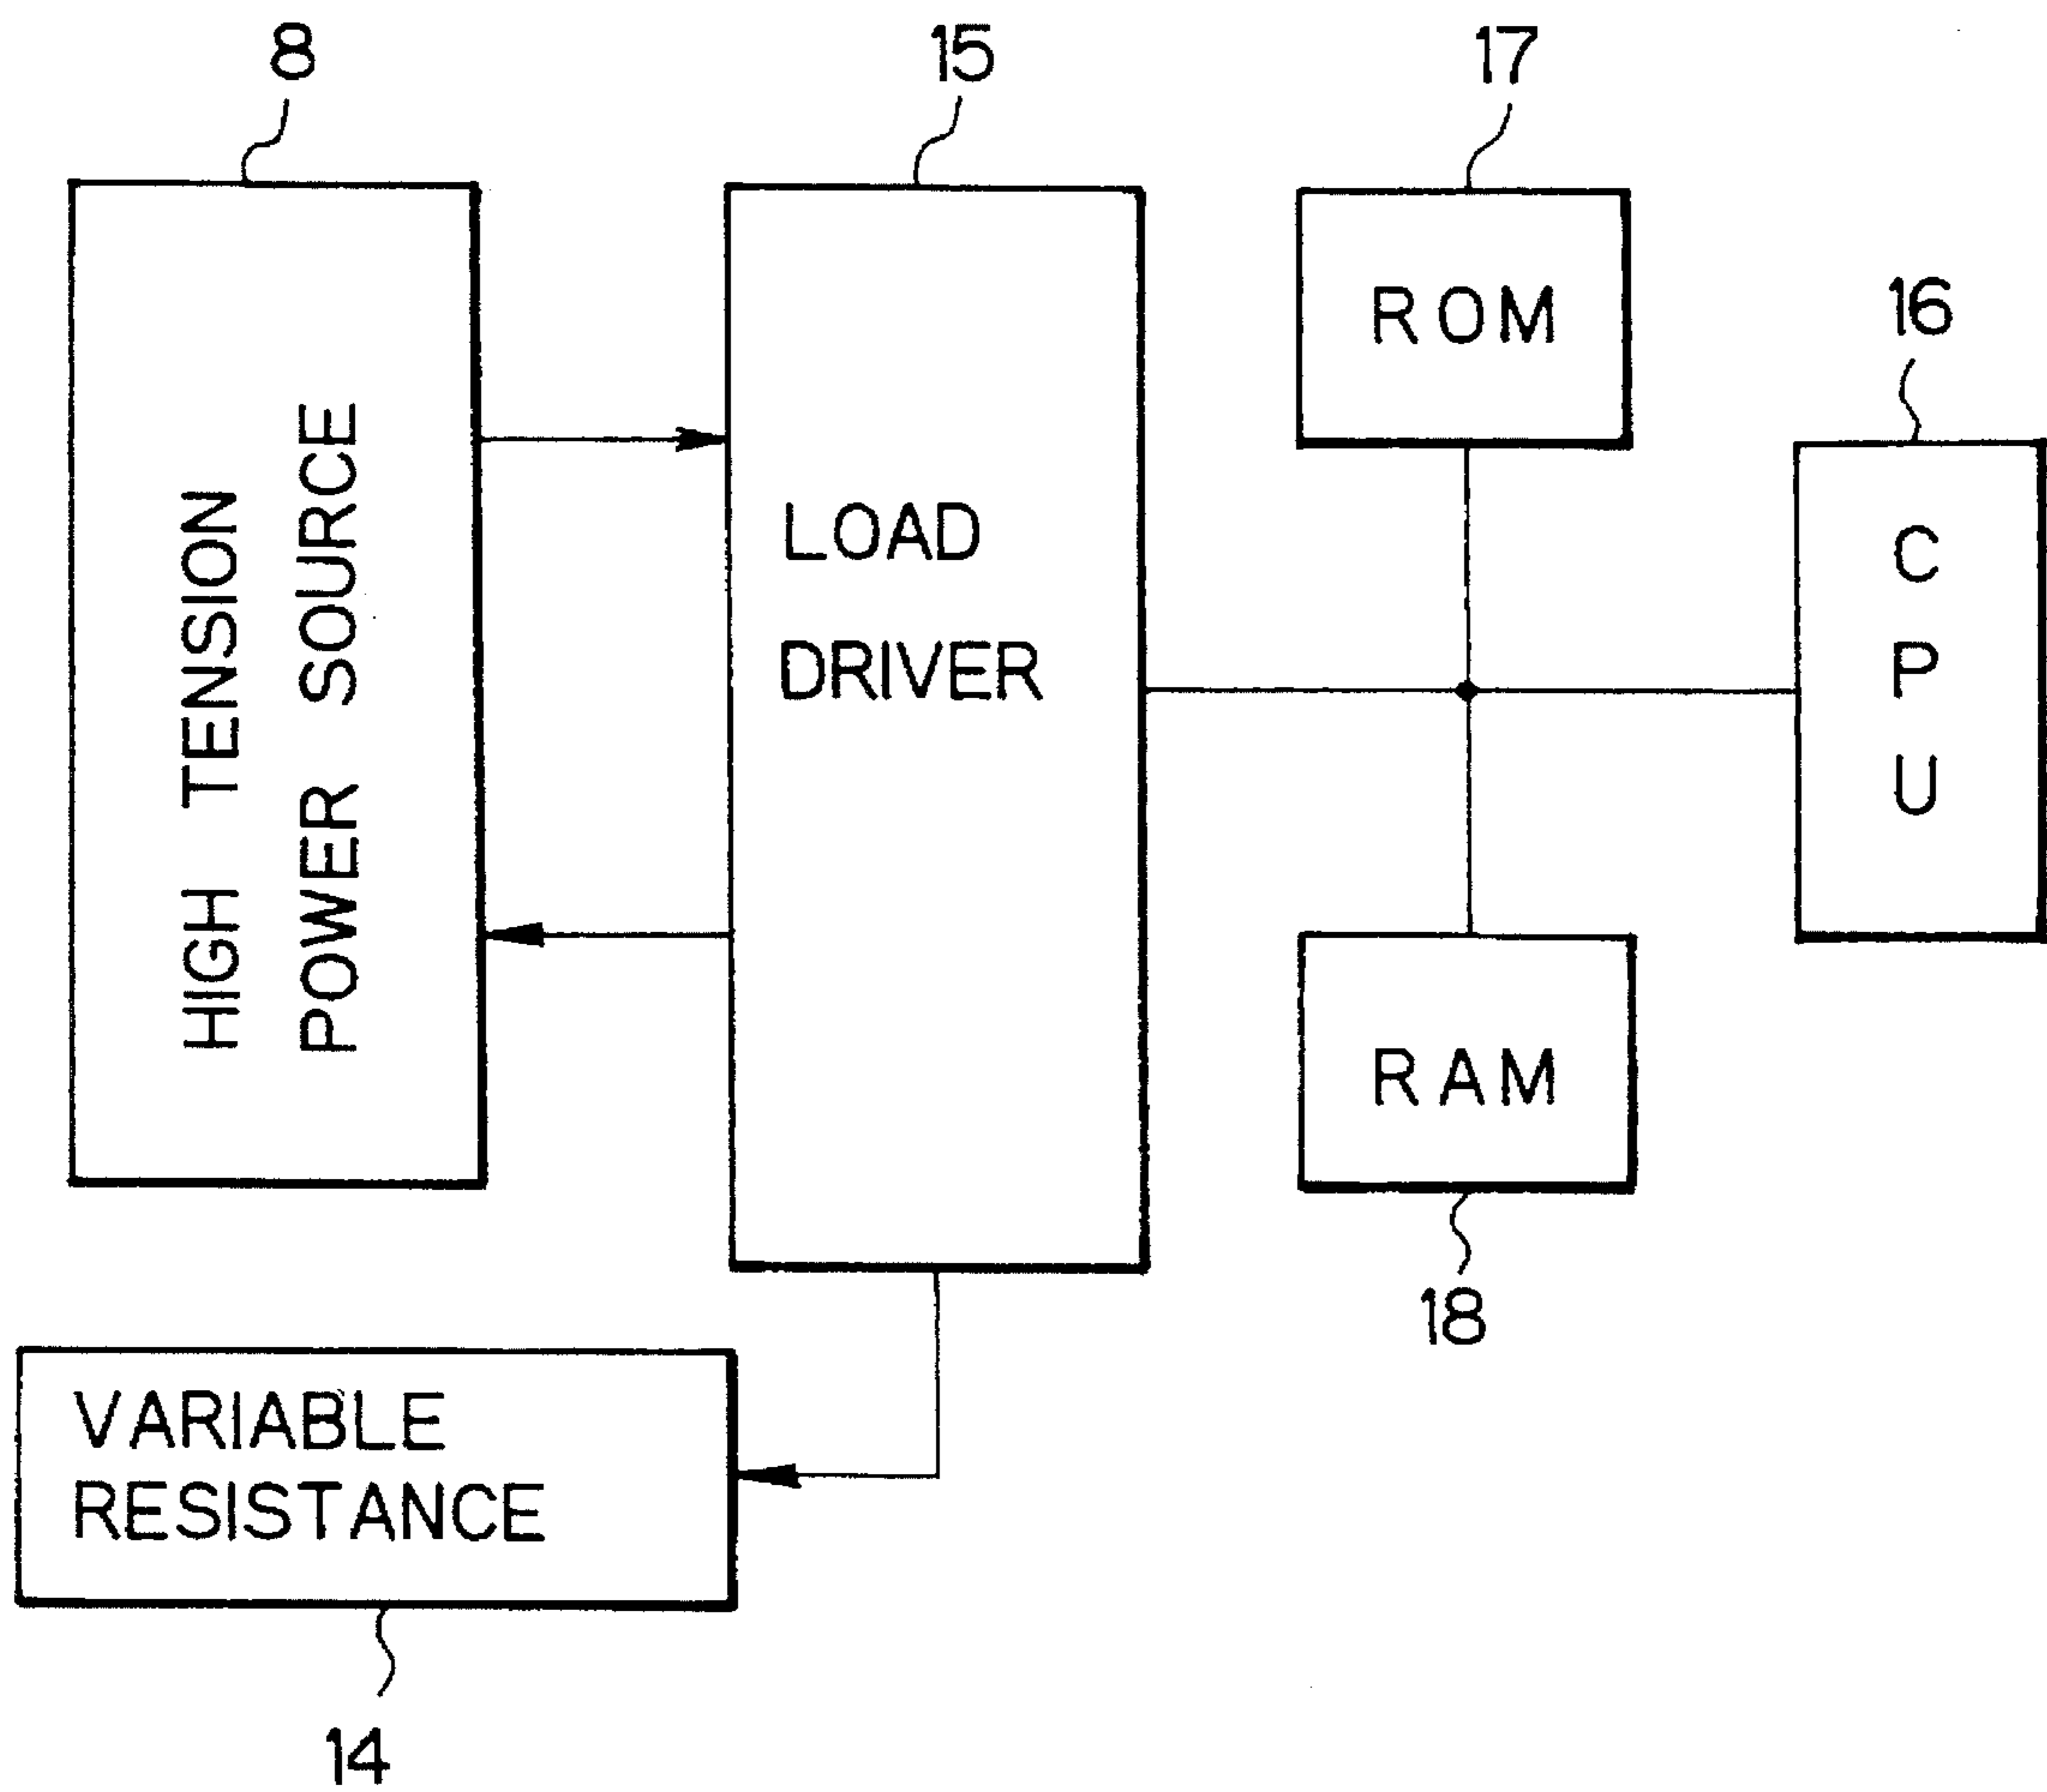 8
15
17
16
HIGH TENSION
POWER SOURCE
LOAD
DRIVER
ROM
C
P
U
RAM
18
VARIABLE
RESISTANCE
14